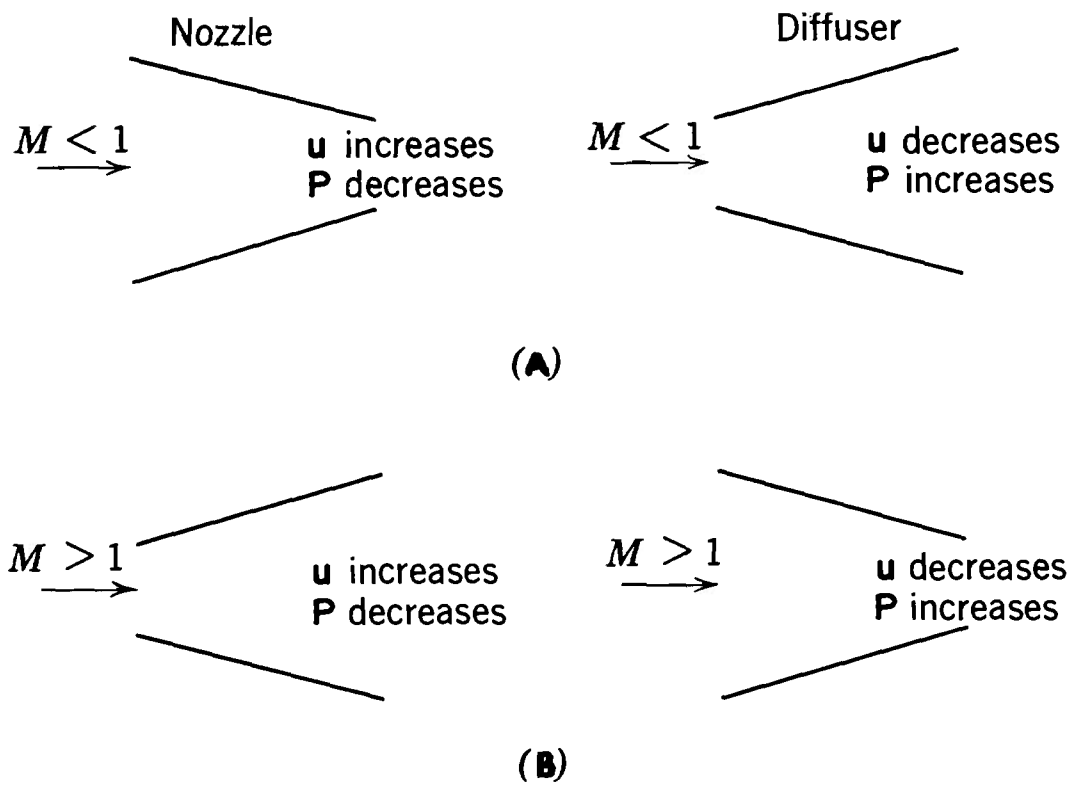 Nozzle
Diffuser
M < 1
u increases
P decreases
M < 1
u decreases
P increases
(A)
M > 1
u increases
P decreases
M > 1
u decreases
P increases
(B)